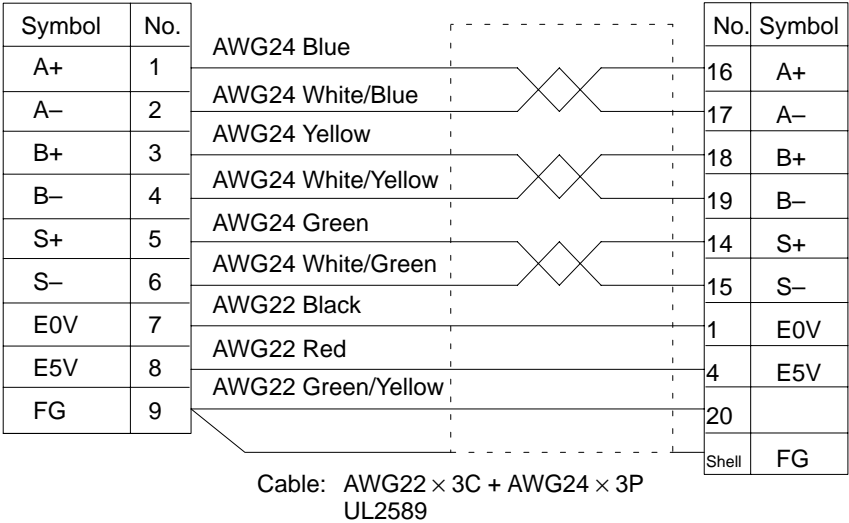 Symbol No. No. Symbol
AWG24 Blue
A+ 1 16 A+
AWG24 White/Blue
A– 2 17 A–
AWG24 Yellow
B+ 3 18 B+
AWG24 White/Yellow
B– 4 19 B–
AWG24 Green
S+ 5 14 S+
AWG24 White/Green
S– 6 15 S–
AWG22 Black
E0V 7 1 E0V
AWG22 Red
E5V 8 4 E5V
AWG22 Green/Yellow
FG 9 20
Shell FG
Cable: AWG22 × 3C + AWG24 × 3P
UL2589